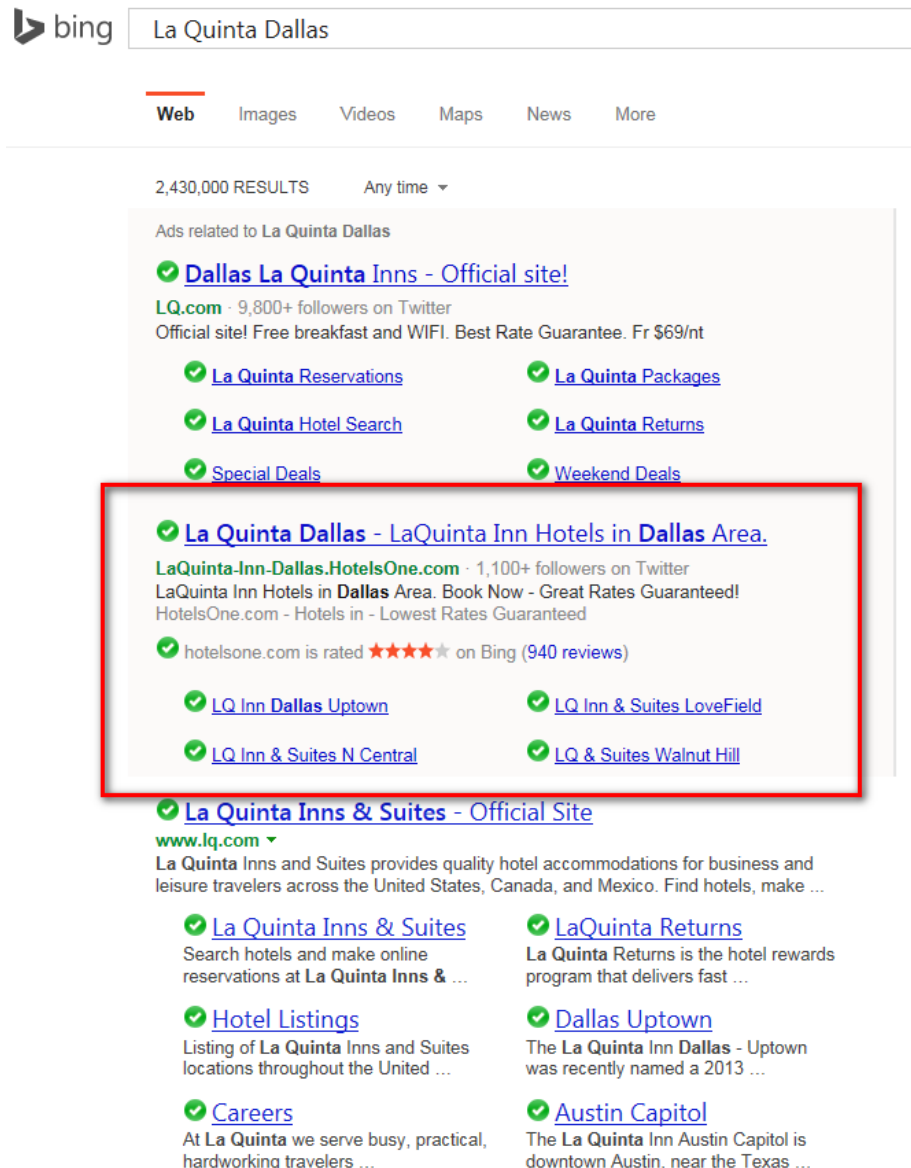 bing
La Quinta Dallas
Web Images Videos Maps News More
2,430,000 RESULTS Any time
Ads related to La Quinta Dallas
Dallas La Quinta Inns - Official site!
LQ.com · 9,800+ followers on Twitter
Official site! Free breakfast and WIFI. Best Rate Guarantee. Fr $69/nt
La Quinta Reservations La Quinta Packages
La Quinta Hotel Search La Quinta Returns
Special Deals Weekend Deals
La Quinta Dallas - LaQuinta Inn Hotels in Dallas Area.
LaQuinta-Inn-Dallas.HotelsOne.com · 1,100+ followers on Twitter
LaQuinta Inn Hotels in Dallas Area. Book Now - Great Rates Guaranteed!
HotelsOne.com - Hotels in - Lowest Rates Guaranteed
hotelsone.com is rated ★★★★★ on Bing (940 reviews)
LQ Inn Dallas Uptown LQ Inn & Suites LoveField
LQ Inn & Suites N Central LQ & Suites Walnut Hill
La Quinta Inns & Suites - Official Site
www.lq.com
La Quinta Inns and Suites provides quality hotel accommodations for business and
leisure travelers across the United States, Canada, and Mexico. Find hotels, make ...
La Quinta Inns & Suites
Search hotels and make online
reservations at La Quinta Inns & ...
LaQuinta Returns
La Quinta Returns is the hotel rewards
program that delivers fast ...
Hotel Listings
Listing of La Quinta Inns and Suites
locations throughout the United ...
Dallas Uptown
The La Quinta Inn Dallas - Uptown
was recently named a 2013 ...
Careers
At La Quinta we serve busy, practical,
hardworking travelers ...
Austin Capitol
The La Quinta Inn Austin Capitol is
downtown Austin, near the Texas ...